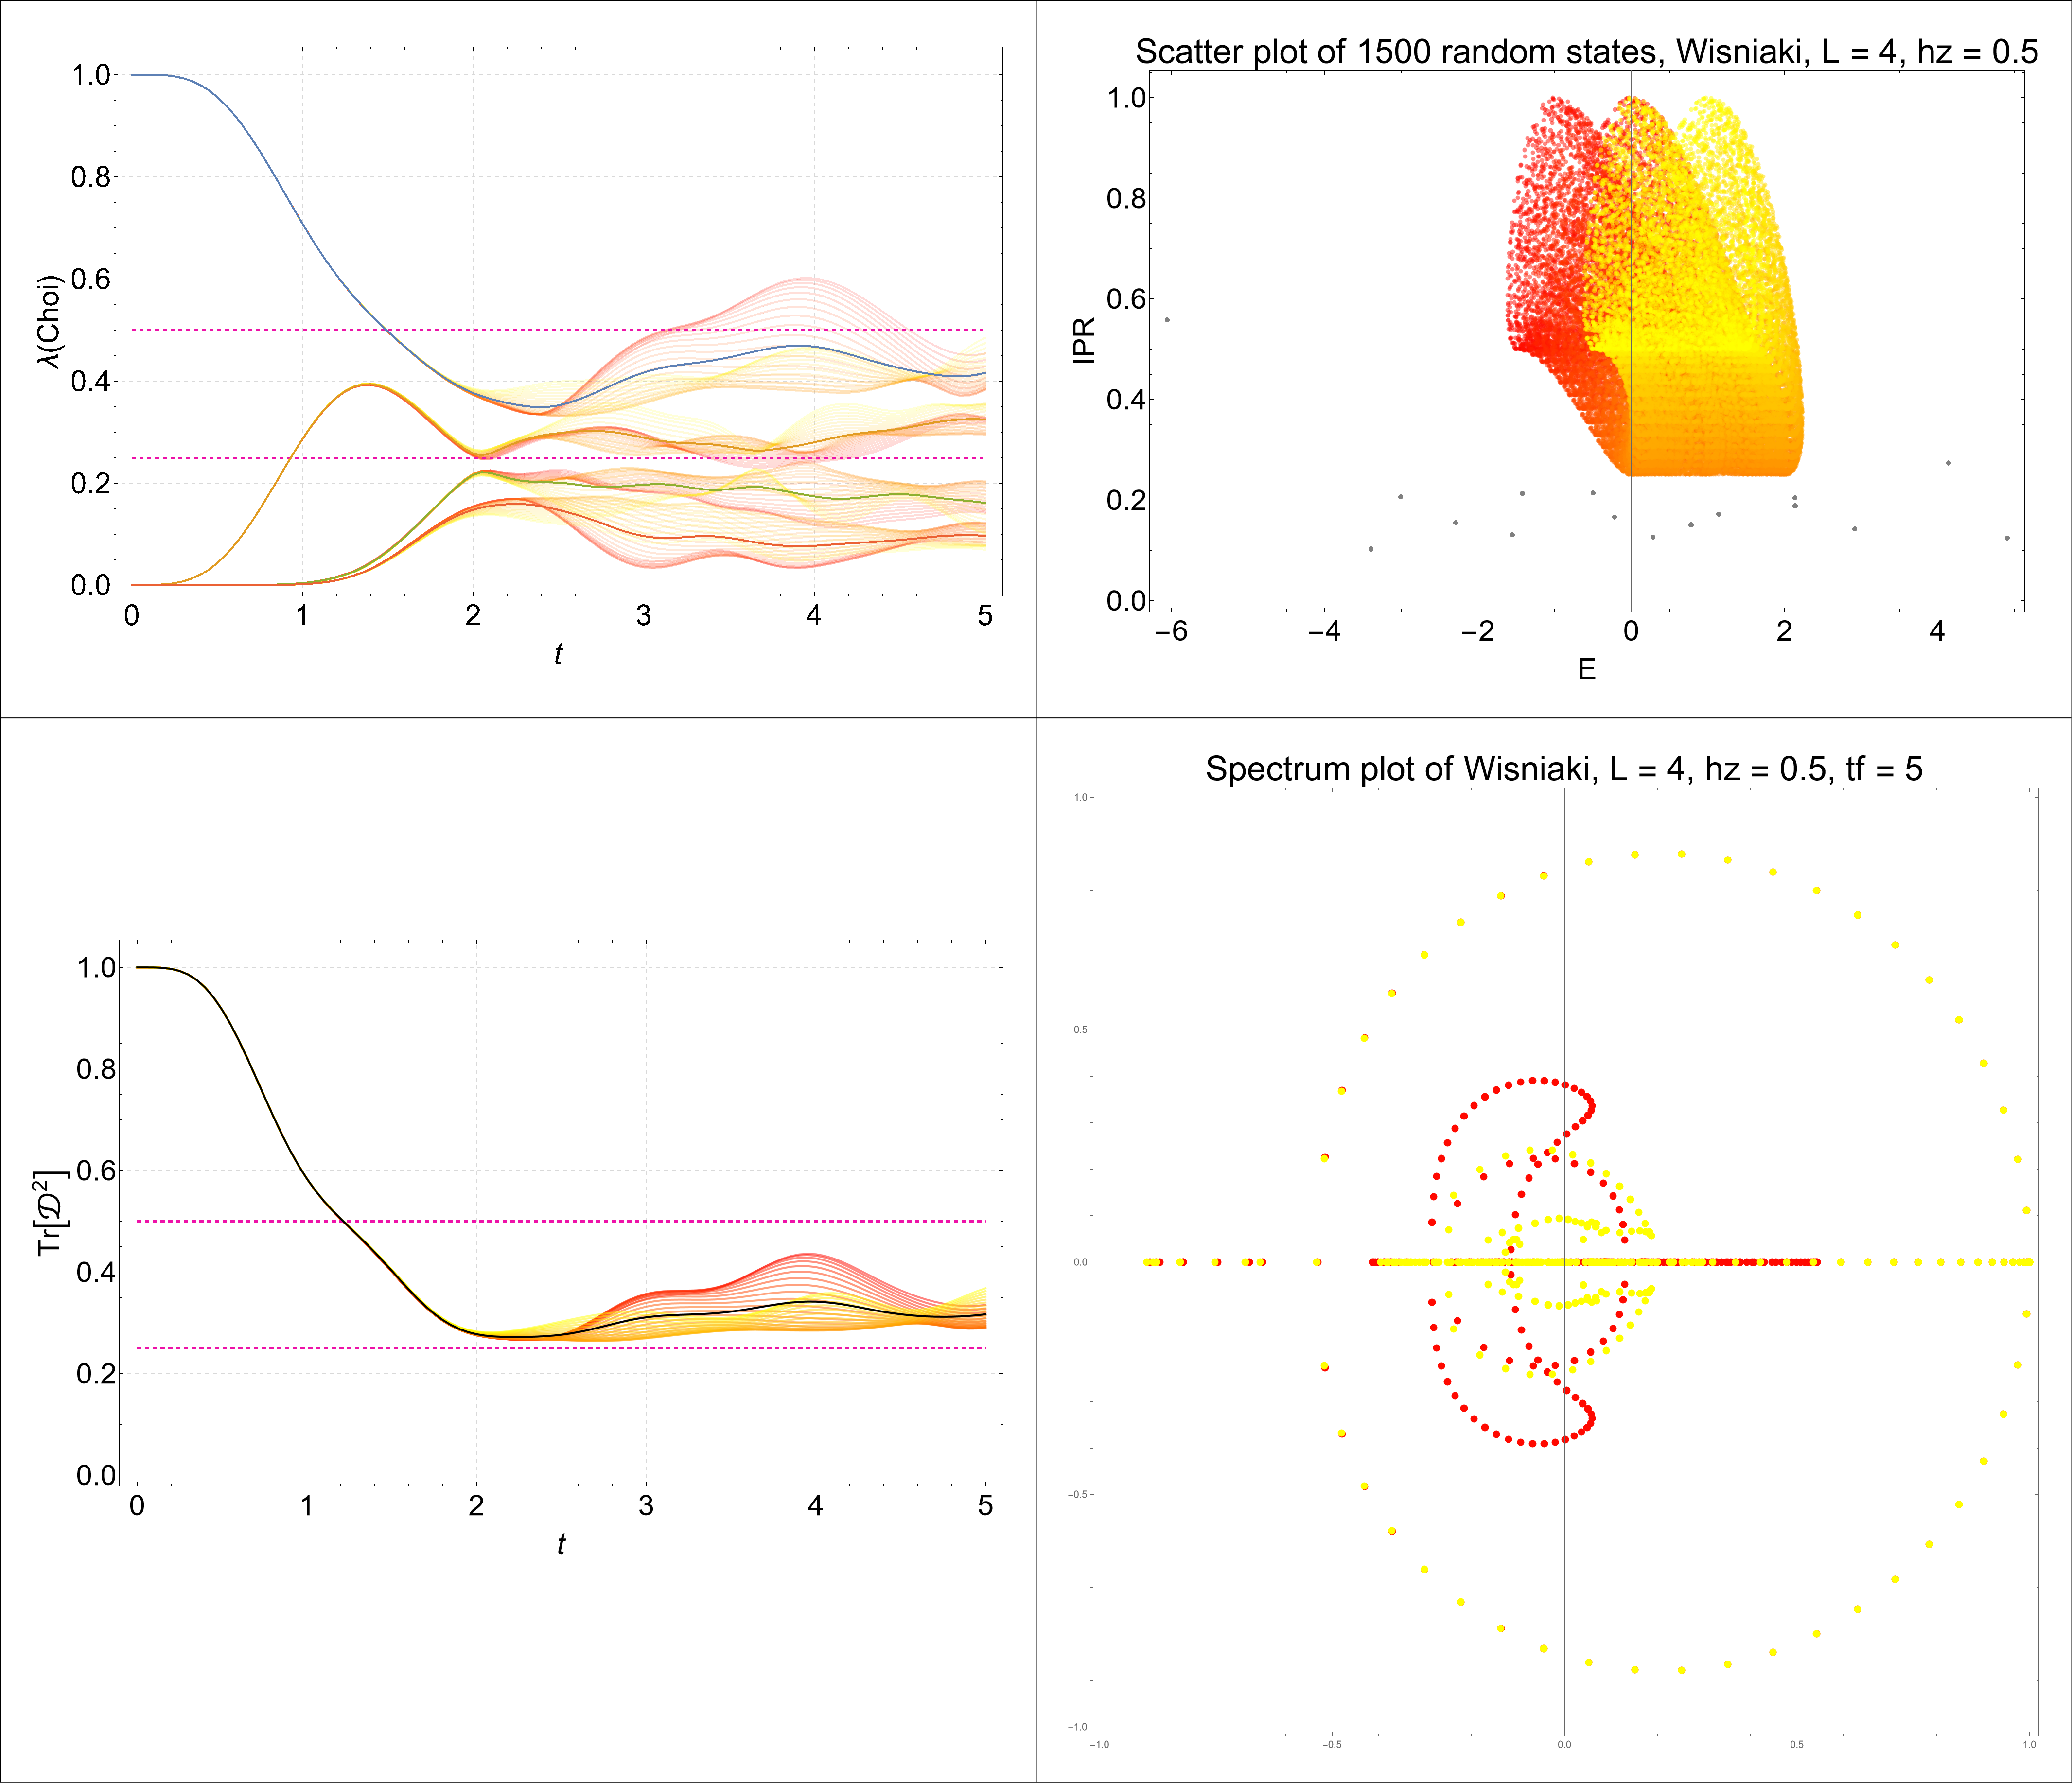 1.0
0.8
0.6
0.4
0.2
0.0
λ(Choi)
0 1 2 3 4 5
t
Scatter plot of 1500 random states, Wisniaki, L = 4, hz = 0.5
1.0
0.8
0.6
0.4
0.2
0.0
IPR
−6 −4 −2 0 2 4
E
1.0
0.8
0.6
0.4
0.2
0.0
Tr[𝒟²]
0 1 2 3 4 5
t
Spectrum plot of Wisniaki, L = 4, hz = 0.5, tf = 5
1.0
0.5
0.0
−0.5
−1.0
−1.0 −0.5 0.0 0.5 1.0